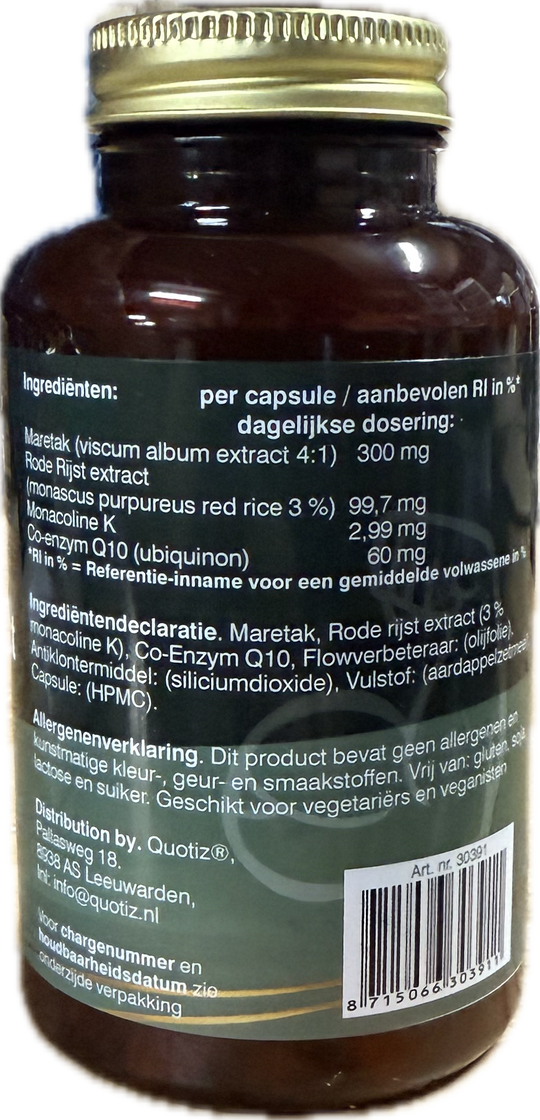 Ingrediënten: per capsule / aanbevolen RI in %*
dagelijkse dosering:
Maretak (viscum album extract 4:1) 300 mg
Rode Rijst extract
(monascus purpureus red rice 3 %) 99,7 mg
Monacoline K 2,99 mg
Co-enzym Q10 (ubiquinon) 60 mg
*RI in % = Referentie-inname voor een gemiddelde volwassene in %
Ingrediëntendeclaratie. Maretak, Rode rijst extract (3 %
monacoline K), Co-Enzym Q10, Flowverbeteraar: (olijfolie),
Antiklontermiddel: (siliciumdioxide), Vulstof: (aardappelzetmeel)
Capsule: (HPMC).
Allergenenverklaring. Dit product bevat geen allergenen en
kunstmatige kleur-, geur- en smaakstoffen. Vrij van: gluten, soja,
lactose en suiker. Geschikt voor vegetariërs en veganisten
Distribution by. Quotiz®,
Pallasweg 18.
8938 AS Leeuwarden,
Int: info@quotiz.nl
Voor chargenummer en
houdbaarheidsdatum zie
onderzijde verpakking
Art. nr. 30391
8 715066 303911